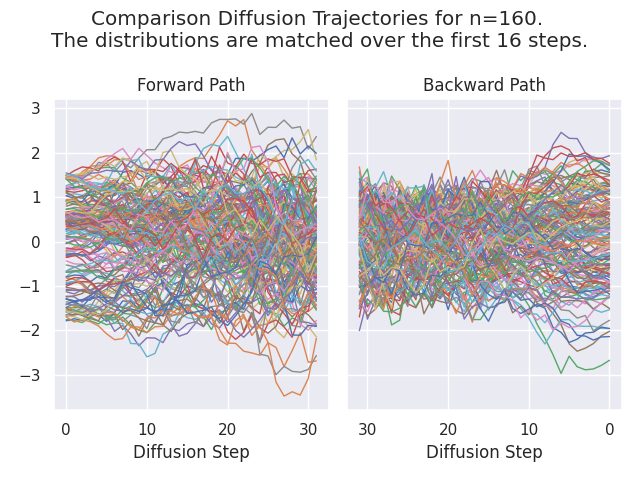 Comparison Diffusion Trajectories for n=160.
The distributions are matched over the first 16 steps.
Forward Path
Backward Path
3
2
1
0
−1
−2
−3
0 10 20 30
30 20 10 0
Diffusion Step
Diffusion Step